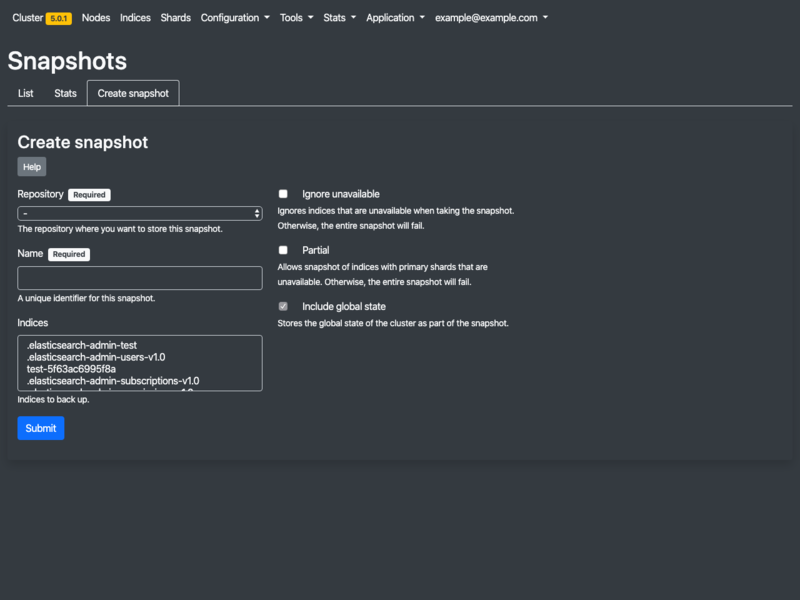 Cluster 5.0.1 Nodes Indices Shards Configuration Tools Stats Application example@example.com
Snapshots
List Stats Create snapshot
Create snapshot
Help
Repository Required
-
The repository where you want to store this snapshot.
Name Required
A unique identifier for this snapshot.
Indices
.elasticsearch-admin-test
.elasticsearch-admin-users-v1.0
test-5f63ac6995f8a
.elasticsearch-admin-subscriptions-v1.0
Indices to back up.
Submit
Ignore unavailable
Ignores indices that are unavailable when taking the snapshot.
Otherwise, the entire snapshot will fail.
Partial
Allows snapshot of indices with primary shards that are
unavailable. Otherwise, the entire snapshot will fail.
Include global state
Stores the global state of the cluster as part of the snapshot.